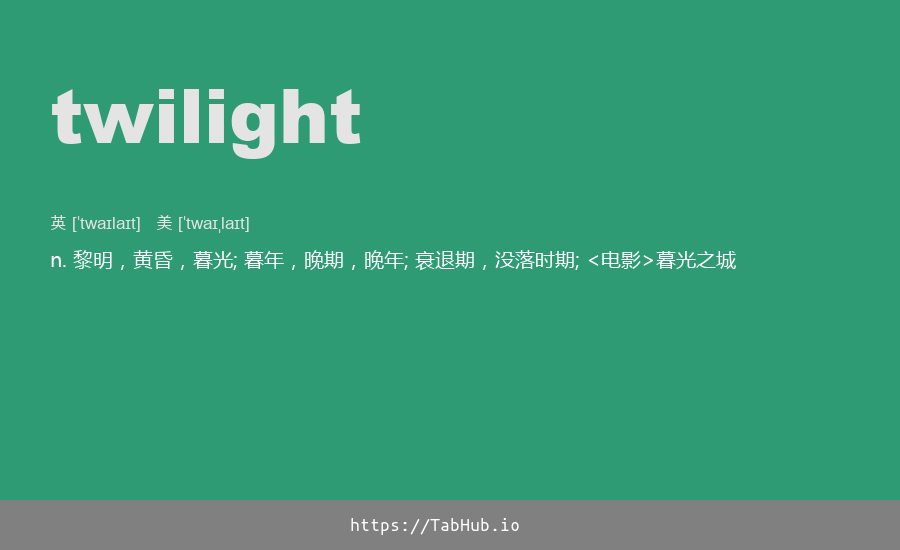 twilight
英 [ˈtwaɪlaɪt] 美 [ˈtwaɪˌlaɪt]
n. 黎明，黄昏，暮光; 暮年，晚期，晚年; 衰退期，没落时期; <电影>暮光之城
https://TabHub.io